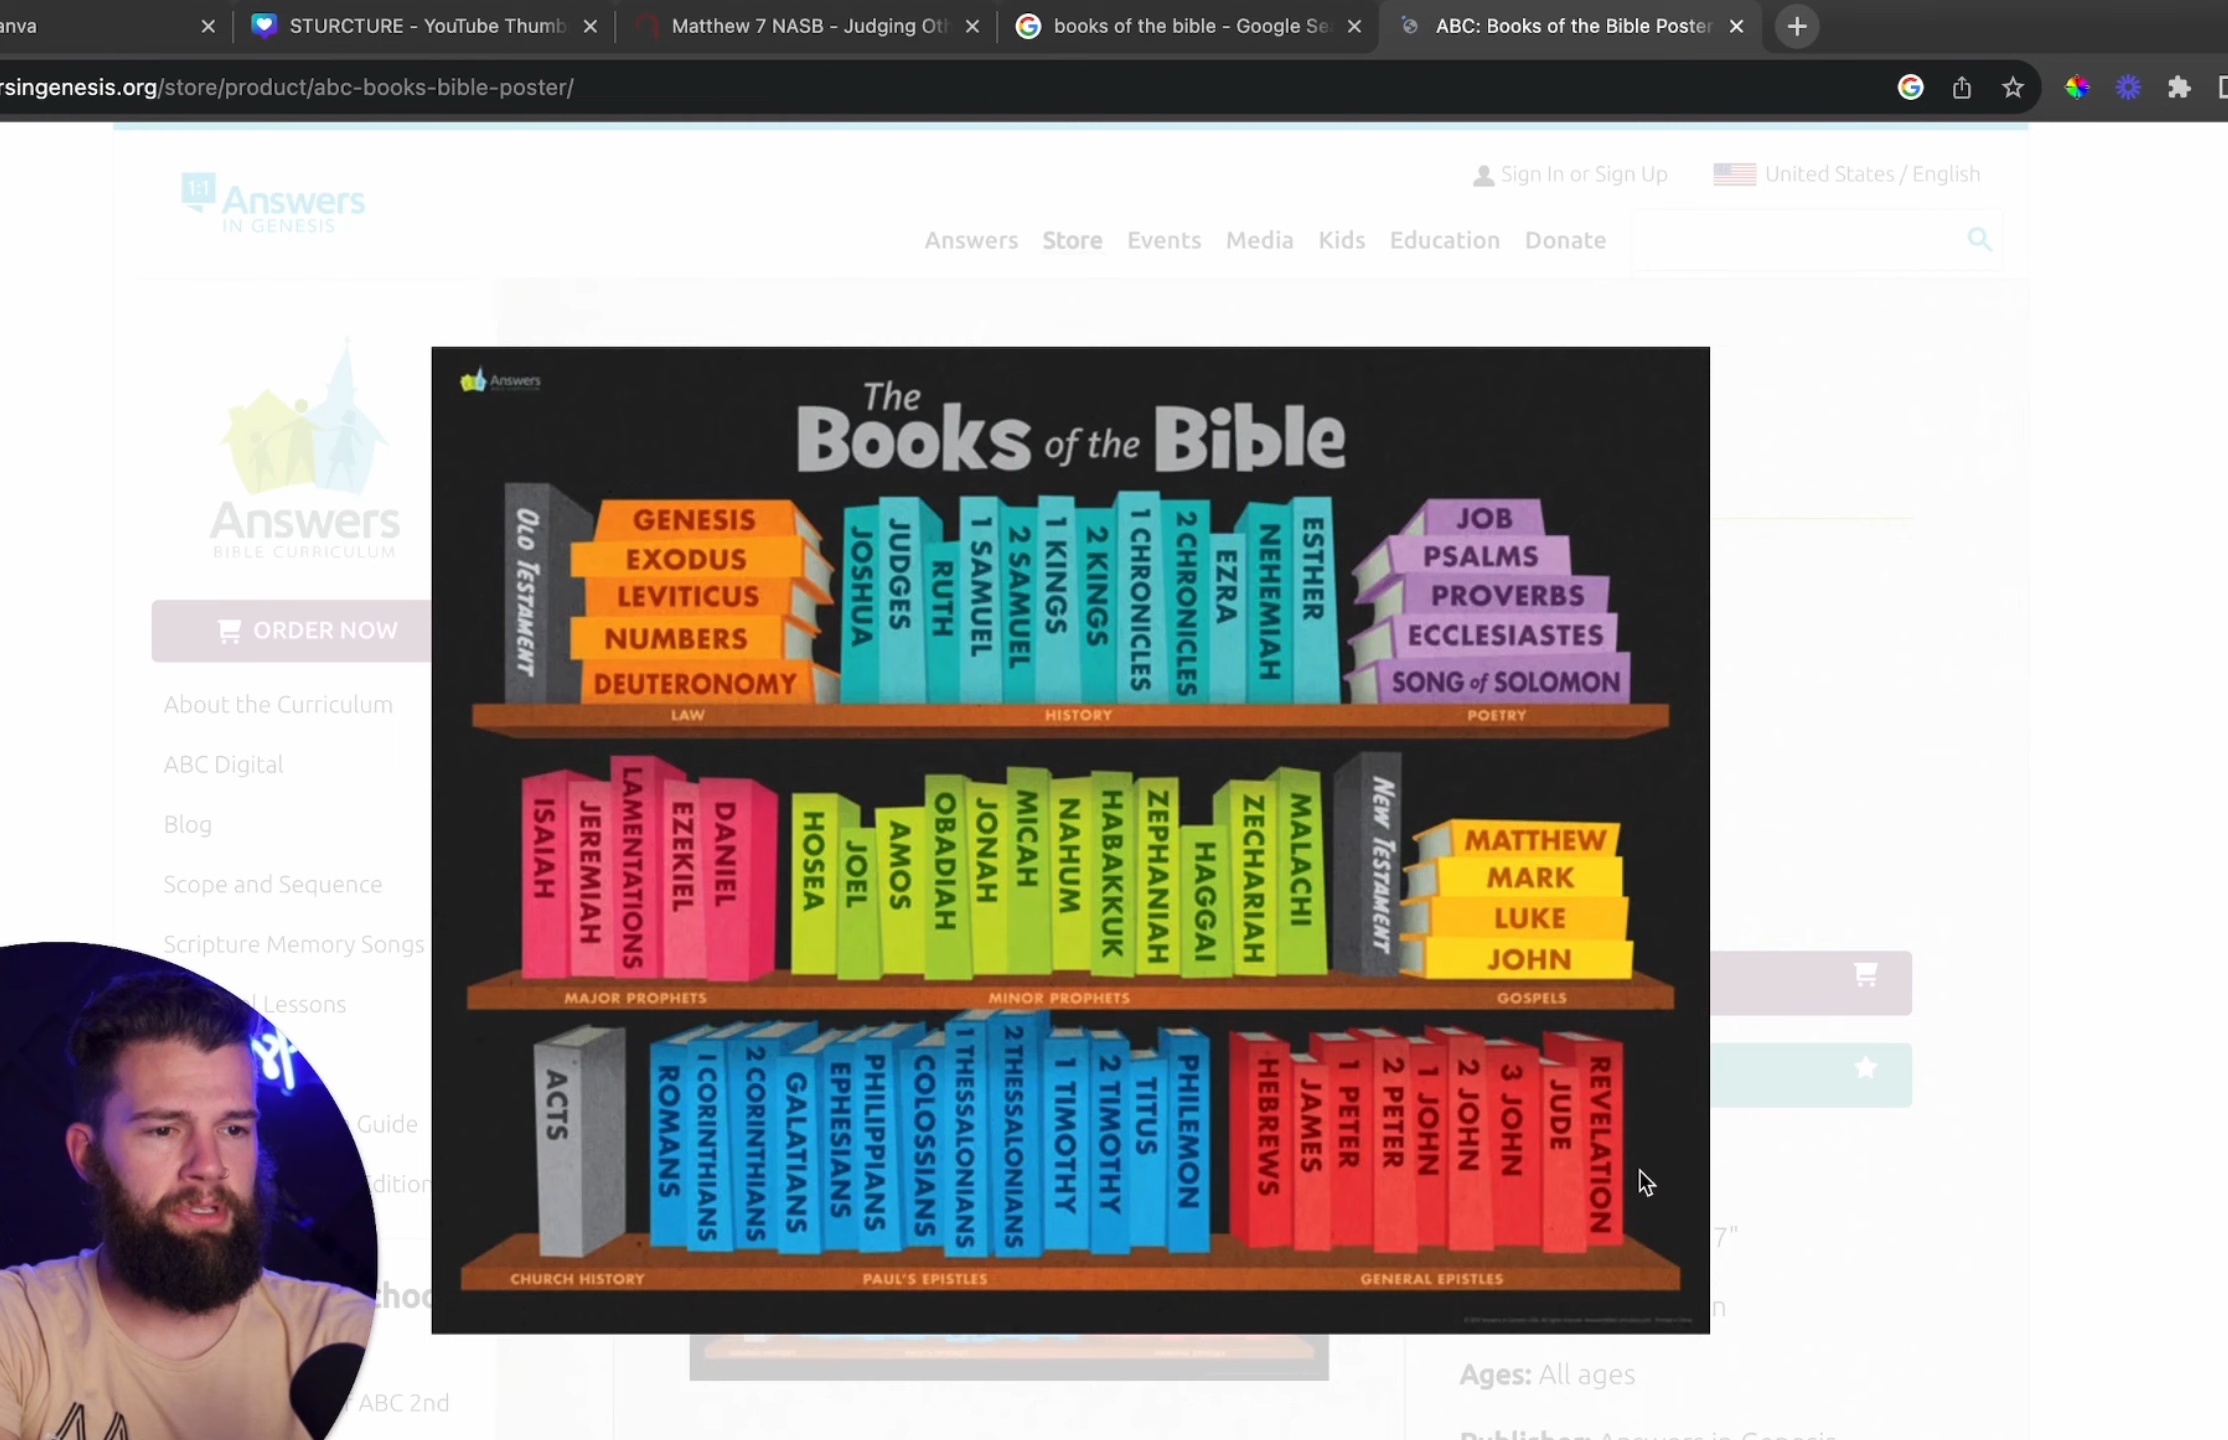 anva
STURCTURE - YouTube Thumb
Matthew 7 NASB - Judging Oth
books of the bible - Google Se
ABC: Books of the Bible Poster
rsingenesis.org/store/product/abc-books-bible-poster/
1:1
Answers
IN GENESIS
Sign In or Sign Up
United States / English
Answers Store Events Media Kids Education Donate
Answers
BIBLE CURRICULUM
ORDER NOW
About the Curriculum
ABC Digital
Blog
Scope and Sequence
Scripture Memory Songs
Lessons
Guide
Edition
ABC 2nd
Answers
The
Books of the Bible
OLD TESTAMENT
GENESIS
EXODUS
LEVITICUS
NUMBERS
DEUTERONOMY
JOSHUA
JUDGES
RUTH
1 SAMUEL
2 SAMUEL
1 KINGS
2 KINGS
1 CHRONICLES
2 CHRONICLES
EZRA
NEHEMIAH
ESTHER
JOB
PSALMS
PROVERBS
ECCLESIASTES
SONG of SOLOMON
LAW
HISTORY
POETRY
ISAIAH
JEREMIAH
LAMENTATIONS
EZEKIEL
DANIEL
HOSEA
JOEL
AMOS
OBADIAH
JONAH
MICAH
NAHUM
HABAKKUK
ZEPHANIAH
HAGGAI
ZECHARIAH
MALACHI
NEW TESTAMENT
MATTHEW
MARK
LUKE
JOHN
MAJOR PROPHETS
MINOR PROPHETS
GOSPELS
ACTS
ROMANS
1 CORINTHIANS
2 CORINTHIANS
GALATIANS
EPHESIANS
PHILIPPIANS
COLOSSIANS
1 THESSALONIANS
2 THESSALONIANS
1 TIMOTHY
2 TIMOTHY
TITUS
PHILEMON
HEBREWS
JAMES
1 PETER
2 PETER
1 JOHN
2 JOHN
3 JOHN
JUDE
REVELATION
CHURCH HISTORY
PAUL'S EPISTLES
GENERAL EPISTLES
7"
n
Ages: All ages
Publisher: Answers in Genesis